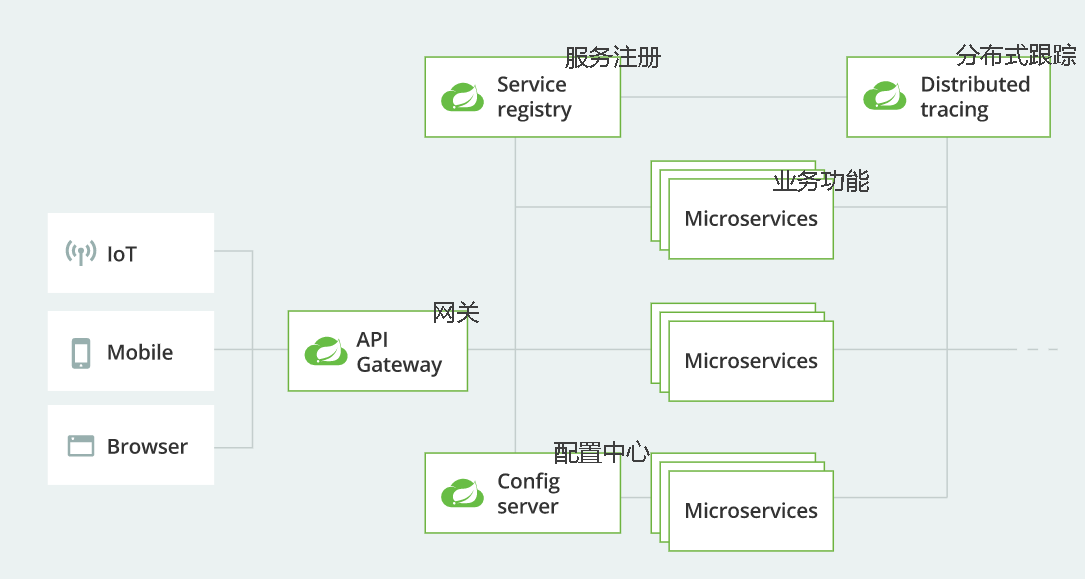 服务注册
Service
registry
分布式跟踪
Distributed
tracing
业务功能
Microservices
IoT
Mobile
Browser
网关
API
Gateway
Microservices
配置中心
Config
server
Microservices